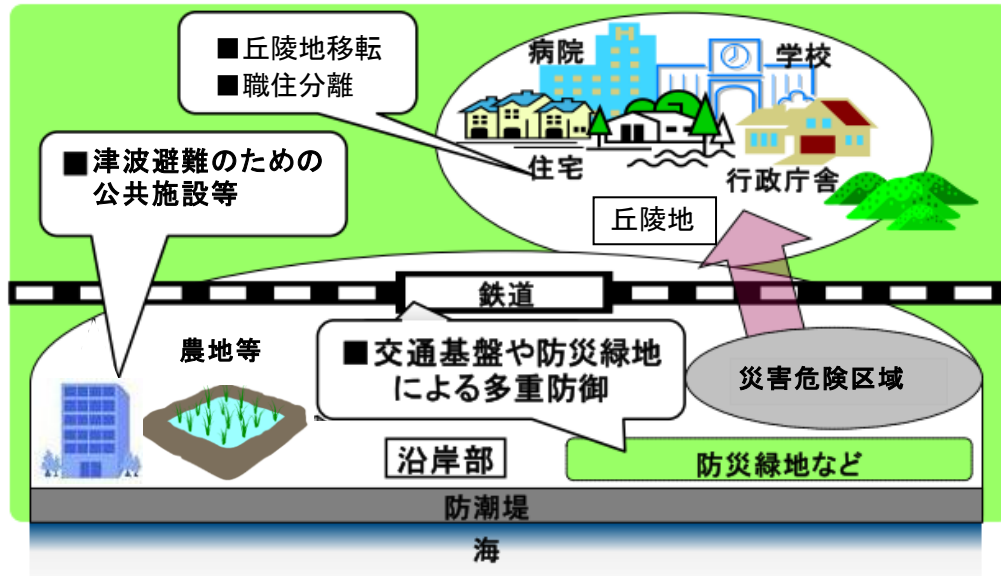 ■丘陵地移転
■職住分離
病院
学校
住宅
行政庁舎
丘陵地
■津波避難のための
公共施設等
鉄道
農地等
■交通基盤や防災緑地
による多重防御
災害危険区域
沿岸部
防災緑地など
防潮堤
海